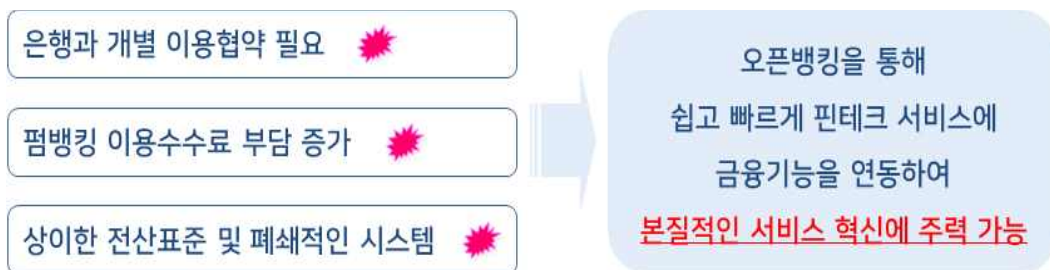 은행과 개별 이용협약 필요
펌뱅킹 이용수수료 부담 증가
상이한 전산표준 및 폐쇄적인 시스템
오픈뱅킹을 통해
쉽고 빠르게 핀테크 서비스에
금융기능을 연동하여
본질적인 서비스 혁신에 주력 가능